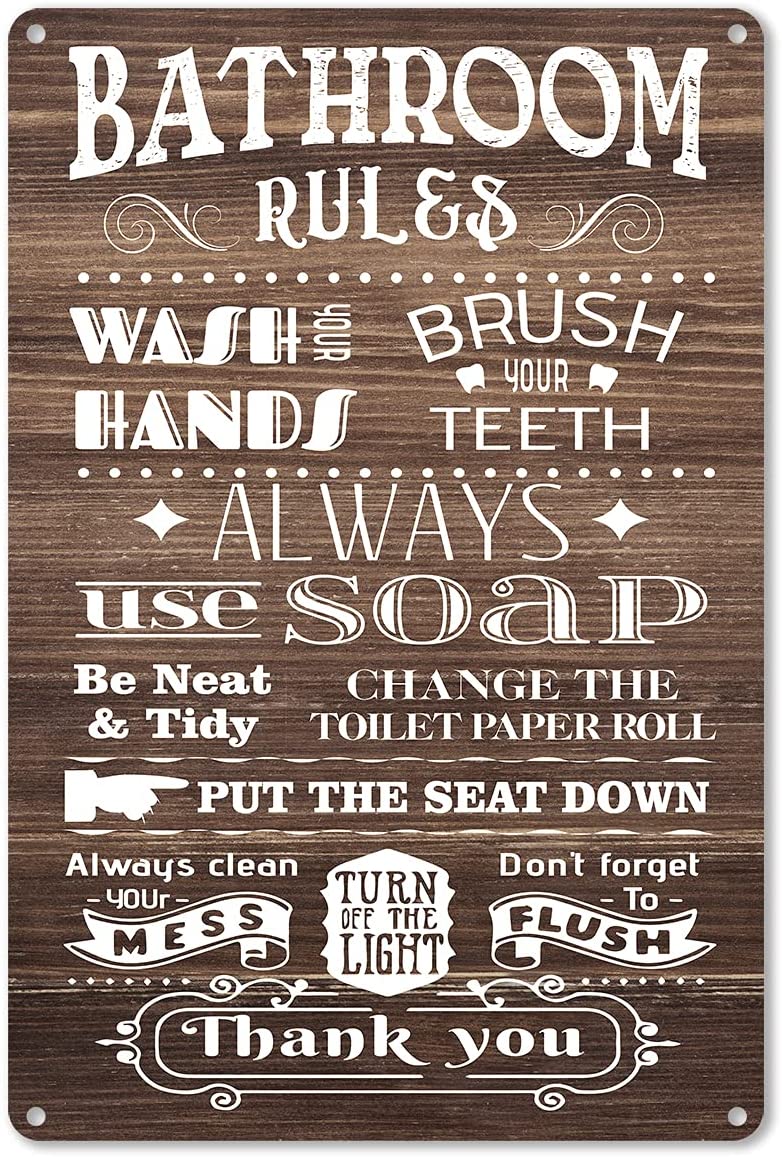 BATHROOM
RULES
WASH YOUR
HANDS
BRUSH
YOUR
TEETH
ALWAYS
use SOAP
Be Neat
& Tidy
CHANGE THE
TOILET PAPER ROLL
PUT THE SEAT DOWN
Always clean
- YOUr -
MESS
TURN
OFF THE
LIGHT
Don't forget
- To -
FLUSH
Thank you